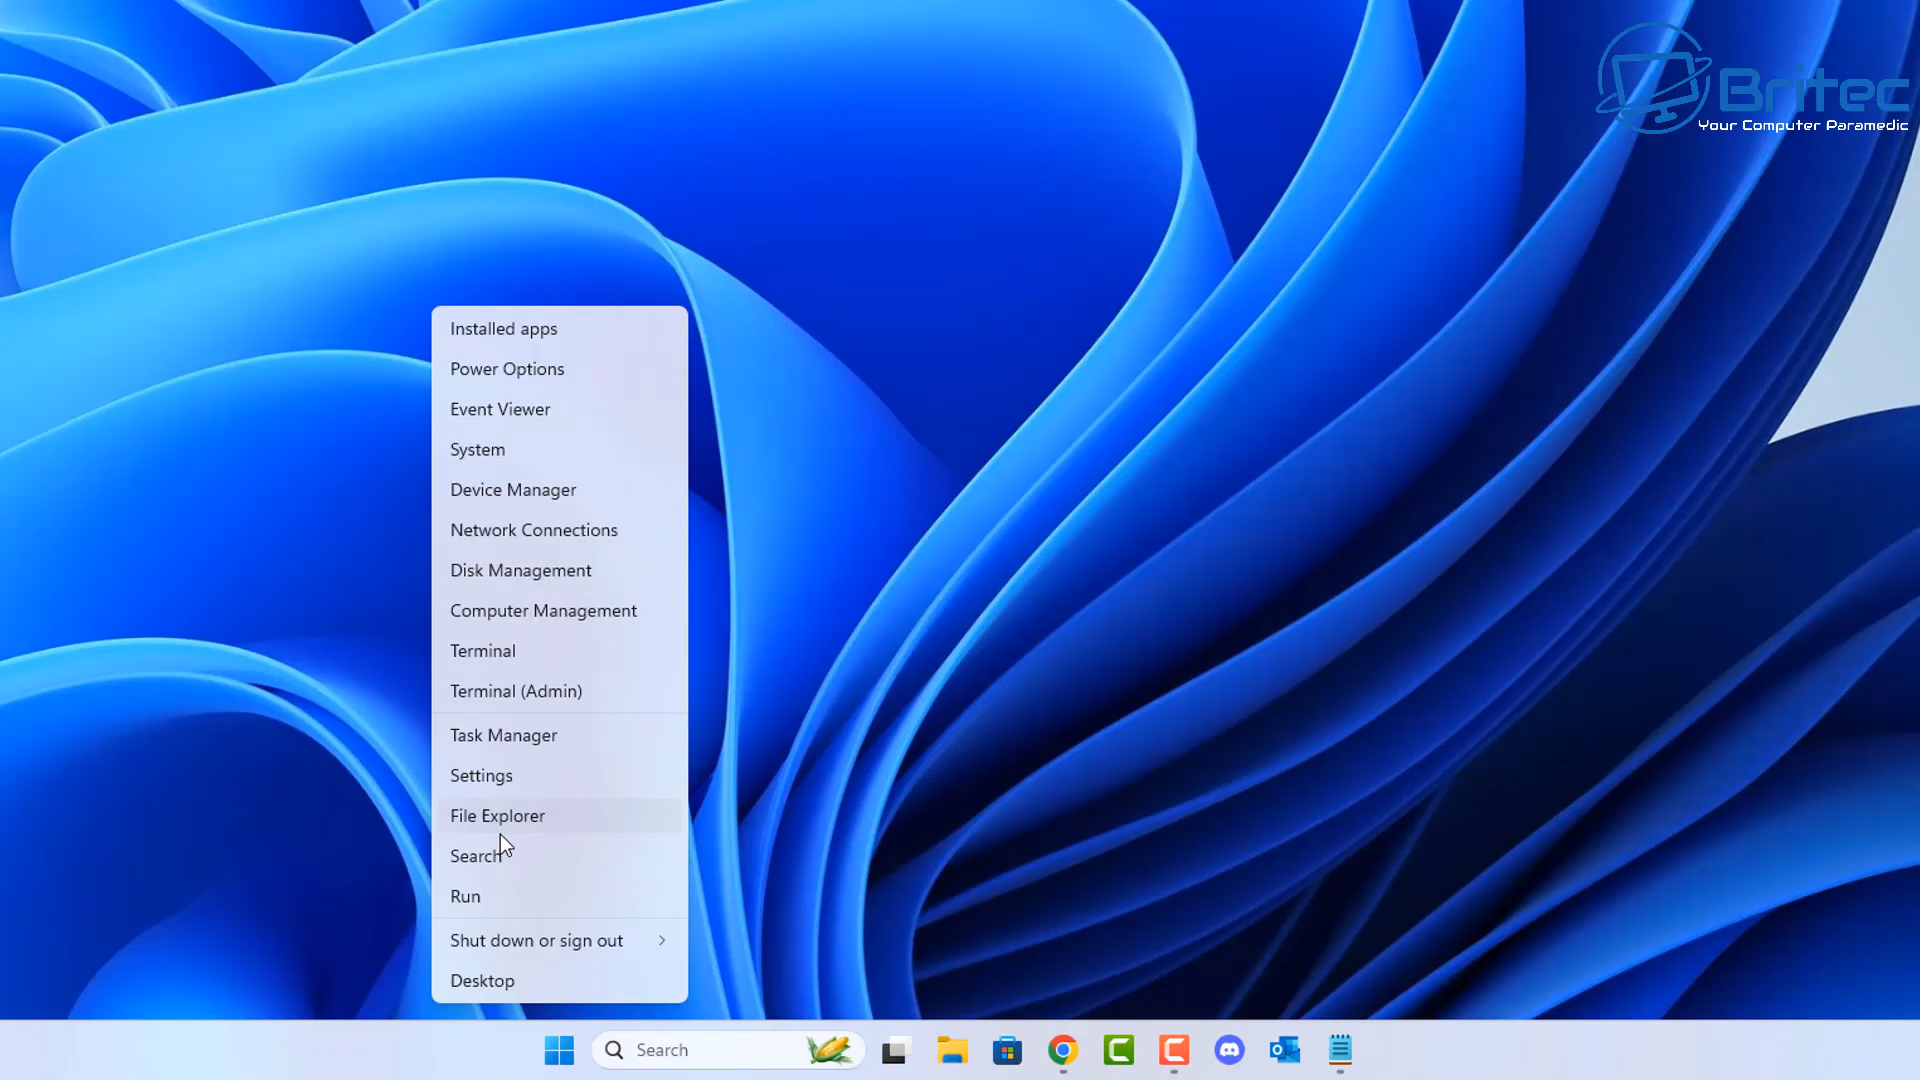 Britec
Your Computer Paramedic
Installed apps
Power Options
Event Viewer
System
Device Manager
Network Connections
Disk Management
Computer Management
Terminal
Terminal (Admin)
Task Manager
Settings
File Explorer
Search
Run
Shut down or sign out
Desktop
Search